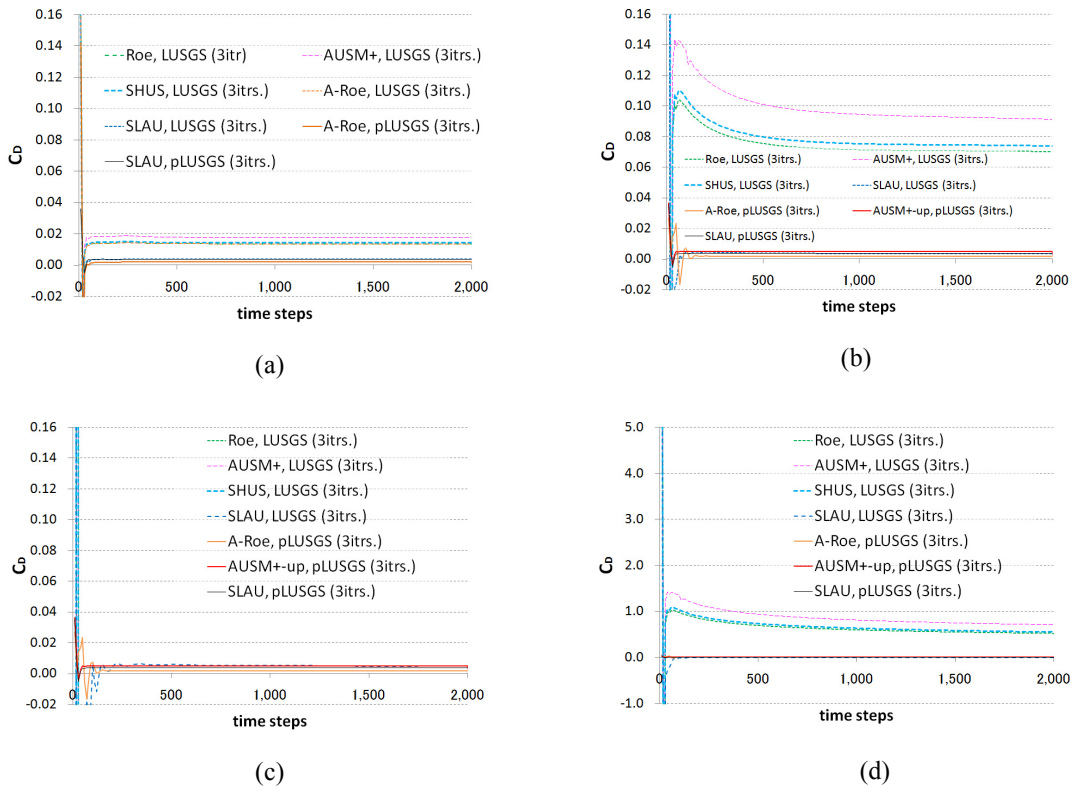 0.16
0.14
0.12
0.10
0.08
0.06
0.04
0.02
0.00
-0.02
CD
Roe, LUSGS (3itr)
AUSM+, LUSGS (3itrs.)
SHUS, LUSGS (3itrs.)
A-Roe, LUSGS (3itrs.)
SLAU, LUSGS (3itrs.)
A-Roe, pLUSGS (3itrs.)
SLAU, pLUSGS (3itrs.)
0 500 1,000 1,500 2,000
time steps
(a)
0.16
0.14
0.12
0.10
0.08
0.06
0.04
0.02
0.00
-0.02
CD
Roe, LUSGS (3itrs.)
AUSM+, LUSGS (3itrs.)
SHUS, LUSGS (3itrs.)
SLAU, LUSGS (3itrs.)
A-Roe, pLUSGS (3itrs.)
AUSM+-up, pLUSGS (3itrs.)
SLAU, pLUSGS (3itrs.)
0 500 1,000 1,500 2,000
time steps
(b)
0.16
0.14
0.12
0.10
0.08
0.06
0.04
0.02
0.00
-0.02
CD
Roe, LUSGS (3itrs.)
AUSM+, LUSGS (3itrs.)
SHUS, LUSGS (3itrs.)
SLAU, LUSGS (3itrs.)
A-Roe, pLUSGS (3itrs.)
AUSM+-up, pLUSGS (3itrs.)
SLAU, pLUSGS (3itrs.)
0 500 1,000 1,500 2,000
time steps
(c)
5.0
4.0
3.0
2.0
1.0
0.0
-1.0
CD
Roe, LUSGS (3itrs.)
AUSM+, LUSGS (3itrs.)
SHUS, LUSGS (3itrs.)
SLAU, LUSGS (3itrs.)
A-Roe, pLUSGS (3itrs.)
AUSM+-up, pLUSGS (3itrs.)
SLAU, pLUSGS (3itrs.)
0 500 1,000 1,500 2,000
time steps
(d)